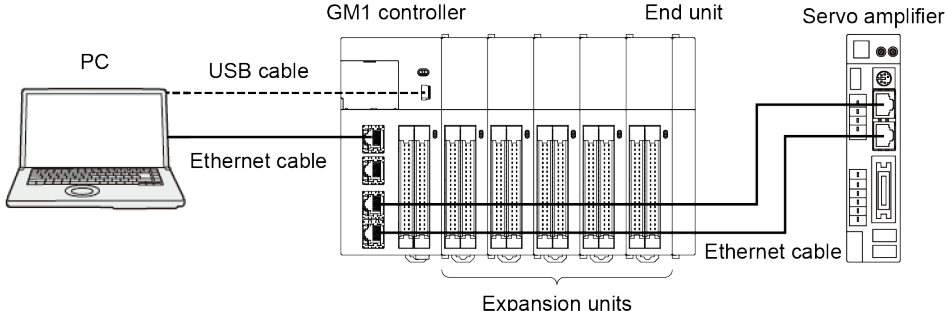 GM1 controller
End unit
Servo amplifier
PC
USB cable
Ethernet cable
Ethernet cable
Expansion units